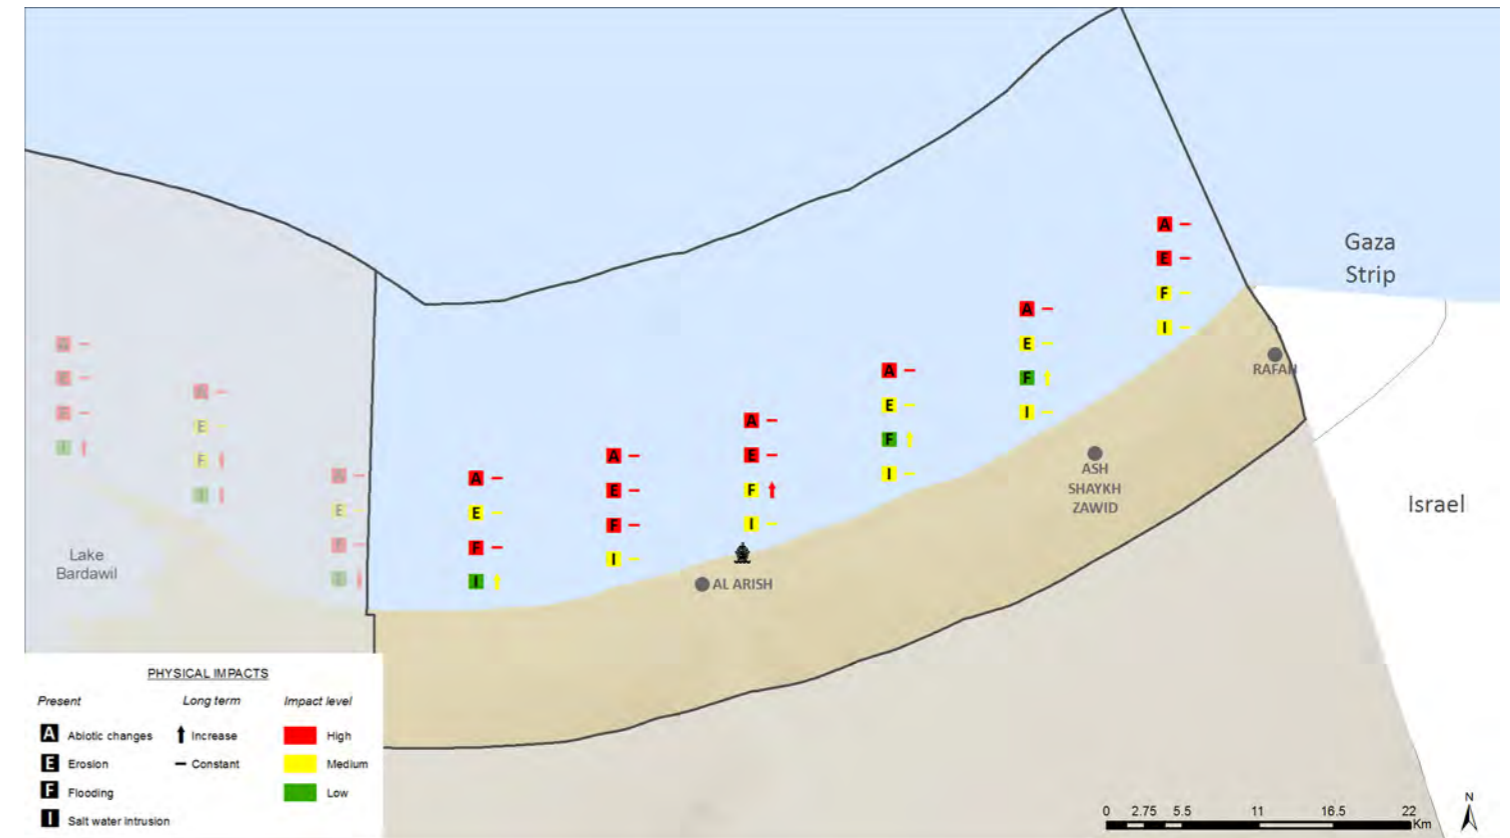 Gaza
Strip
A
E
F
I
A
E
F
I
RAFAH
A
E
F
I
A
E
F
I
A
E
F
I
A
E
F
I
E
F
I
E
F
I
ASH
SHAYKH
ZAWID
Israel
Lake
Bardawil
AL ARISH
PHYSICAL IMPACTS
Present Long term Impact level
A Abiotic changes Increase High
E Erosion Constant Medium
F Flooding Low
I Salt water intrusion
0 2.75 5.5 11 16.5 22
Km
N